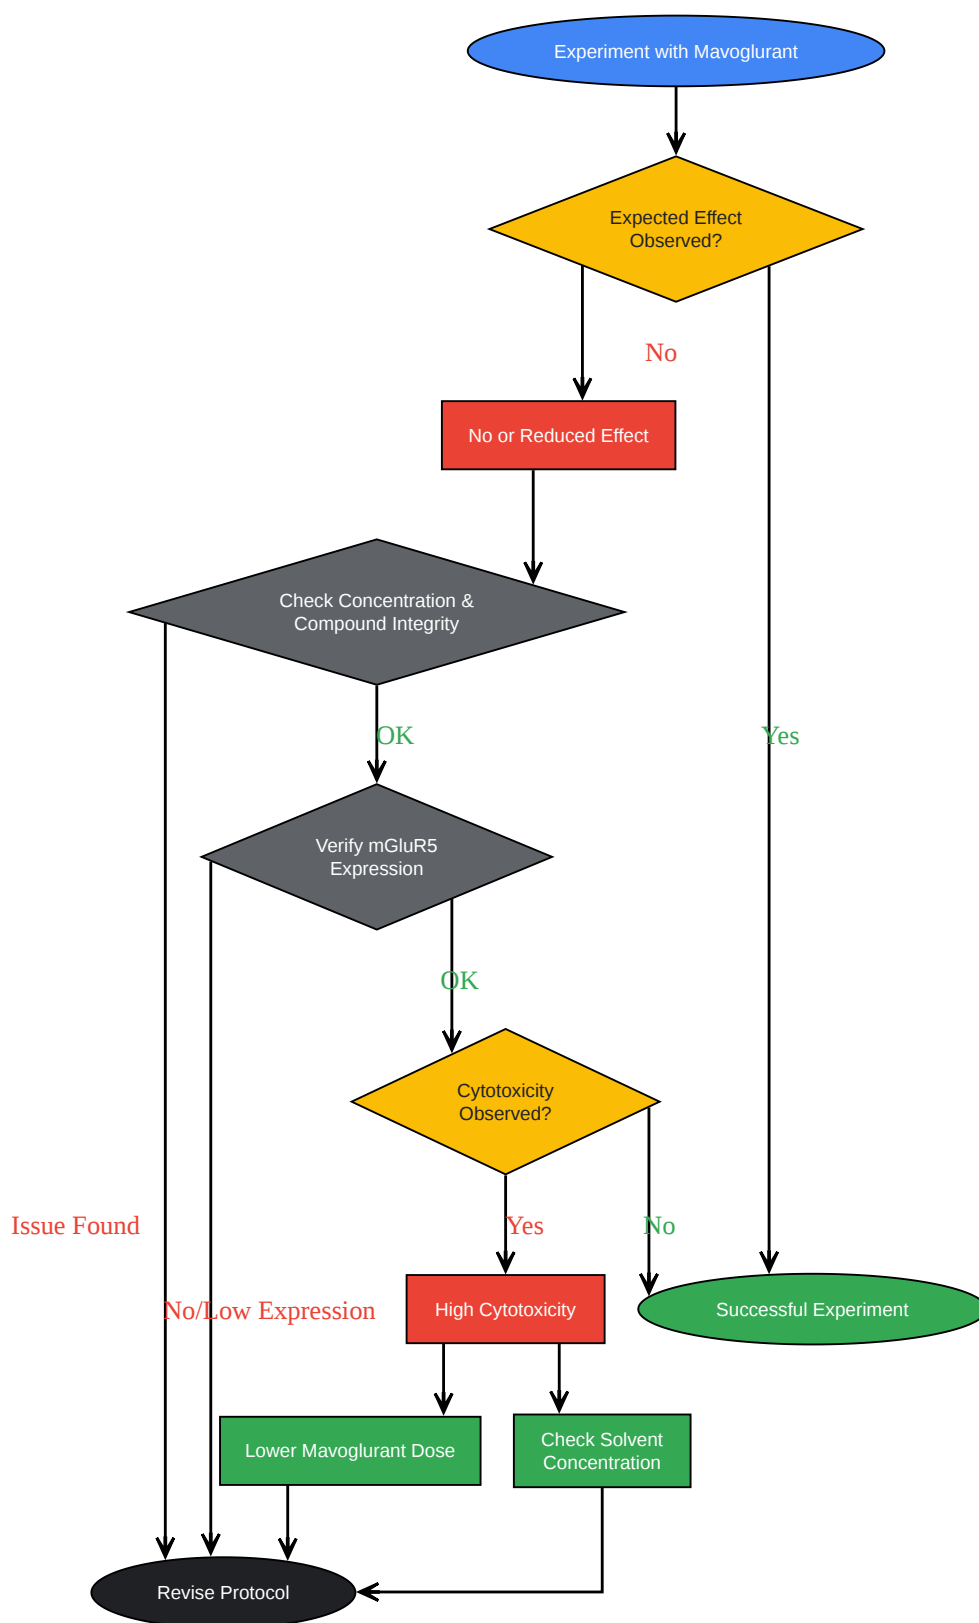 Experiment with Mavoglurant
Expected Effect
Observed?
No
No or Reduced Effect
Check Concentration &
Compound Integrity
OK
Yes
Verify mGluR5
Expression
OK
Cytotoxicity
Observed?
Issue Found
Yes
No
No/Low Expression
High Cytotoxicity
Successful Experiment
Lower Mavoglurant Dose
Check Solvent
Concentration
Revise Protocol